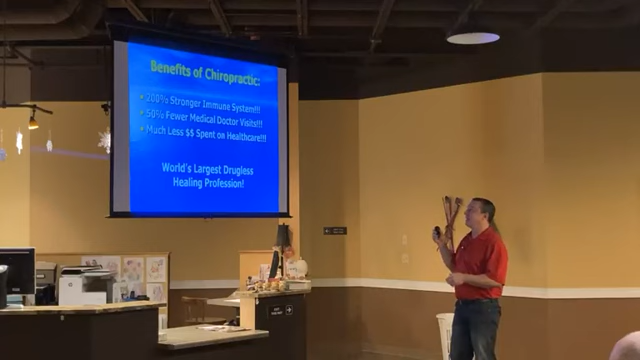 Benefits of Chiropractic:
200% Stronger Immune System!!!
50% Fewer Medical Doctor Visits!!!
Much Less $$ Spent on Healthcare!!!
World's Largest Drugless
Healing Profession!